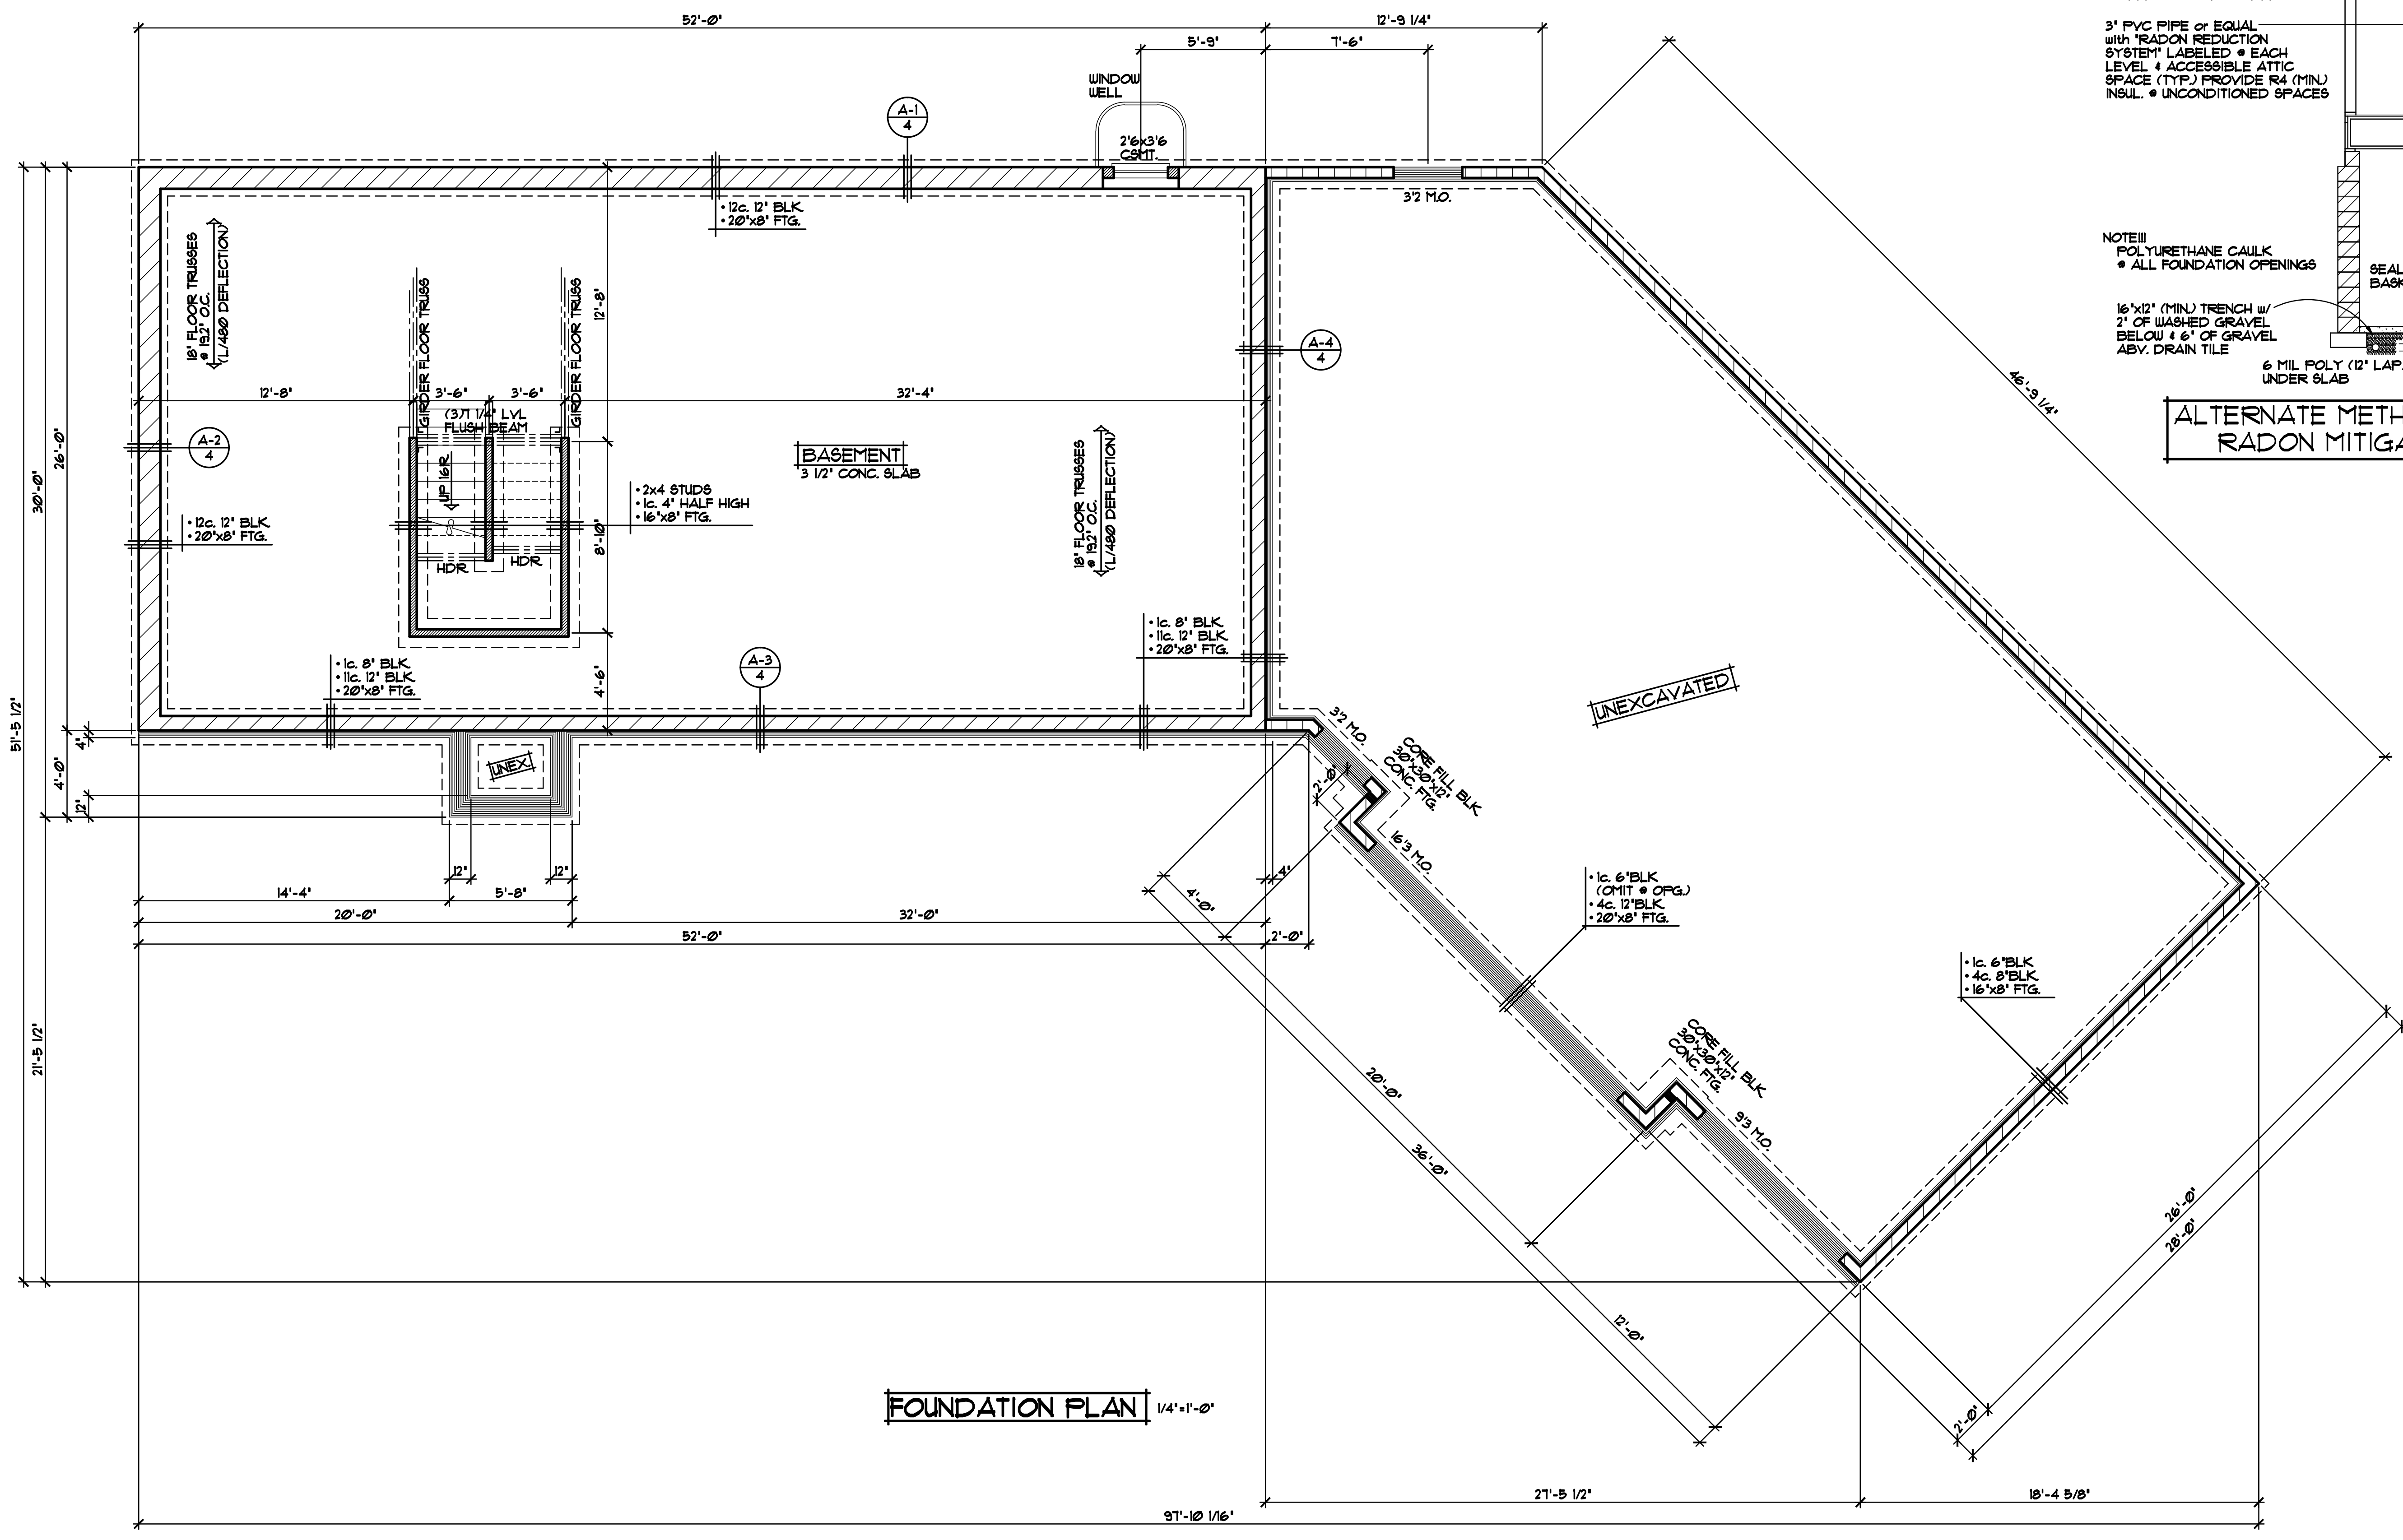 52'-0"
12'-9 1/4"
5'-9"
7'-6"
WINDOW
WELL
A-1
4
2'6x3'6
CSMT.
3'2 M.O.
• 12c. 12" BLK.
• 20"x8" FTG.
18" FLOOR TRUSSES
@ 19.2" O.C.
(L/480 DEFLECTION)
GIRDER FLOOR TRUSS
GIRDER FLOOR TRUSS
12'-8"
12'-8"
3'-6"
3'-6"
32'-4"
(3)11 1/4" LVL
FLUSH BEAM
A-4
4
A-2
4
UP 16R
BASEMENT
3 1/2" CONC. SLAB
18" FLOOR TRUSSES
@ 19.2" O.C.
(L/480 DEFLECTION)
• 2x4 STUDS
• 1c. 4" HALF HIGH
• 16"x8" FTG.
• 12c. 12" BLK.
• 20"x8" FTG.
8'-10"
HDR.
HDR.
4'-6"
• 1c. 8" BLK.
• 11c. 12" BLK.
• 20"x8" FTG.
A-3
4
• 1c. 8" BLK.
• 11c. 12" BLK.
• 20"x8" FTG.
26'-0"
30'-0"
51'-5 1/2"
4"
4'-0"
12"
21'-5 1/2"
UNEX.
12"
12"
14'-4"
5'-8"
20'-0"
32'-0"
52'-0"
2'-0"
4"
UNEXCAVATED
46'-9 1/4"
3'2 M.O.
2'-0"
CORE FILL BLK
30"x30"x12"
CONC. FTG.
16'3 M.O.
• 1c. 6"BLK
(OMIT @ OPG.)
• 4c. 12"BLK.
• 20"x8" FTG.
• 1c. 6"BLK
• 4c. 8"BLK.
• 16"x8" FTG.
CORE FILL BLK
30"x30"x12"
CONC. FTG.
9'3 M.O.
4'-0"
20'-0"
36'-0"
12'-0"
26'-0"
28'-0"
2'-0"
FOUNDATION PLAN
1/4"=1'-0"
27'-5 1/2"
18'-4 5/8"
97'-10 1/16"
3" PVC PIPE or EQUAL
with "RADON REDUCTION
SYSTEM" LABELED @ EACH
LEVEL & ACCESSIBLE ATTIC
SPACE (TYP.) PROVIDE R4 (MIN.)
INSUL. @ UNCONDITIONED SPACES
NOTE!!!
POLYURETHANE CAULK
@ ALL FOUNDATION OPENINGS
SEAL
BASK
16"x12" (MIN.) TRENCH w/
2" OF WASHED GRAVEL
BELOW & 6" OF GRAVEL
ABV. DRAIN TILE
6 MIL POLY (12" LAP
UNDER SLAB
ALTERNATE METH
RADON MITIGA